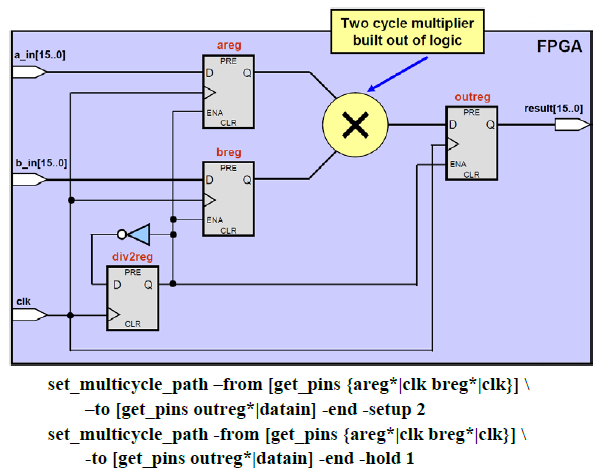 Two cycle multiplier
built out of logic
FPGA
a_in[15..0]
areg
PRE
D
Q
ENA
CLR
outreg
result[15..0]
PRE
D
Q
ENA
CLR
b_in[15..0]
breg
PRE
D
Q
ENA
CLR
div2reg
PRE
D
Q
CLR
clk
set_multicycle_path –from [get_pins {areg*|clk breg*|clk}] \
–to [get_pins outreg*|datain] -end -setup 2
set_multicycle_path -from [get_pins {areg*|clk breg*|clk}] \
-to [get_pins outreg*|datain] -end -hold 1